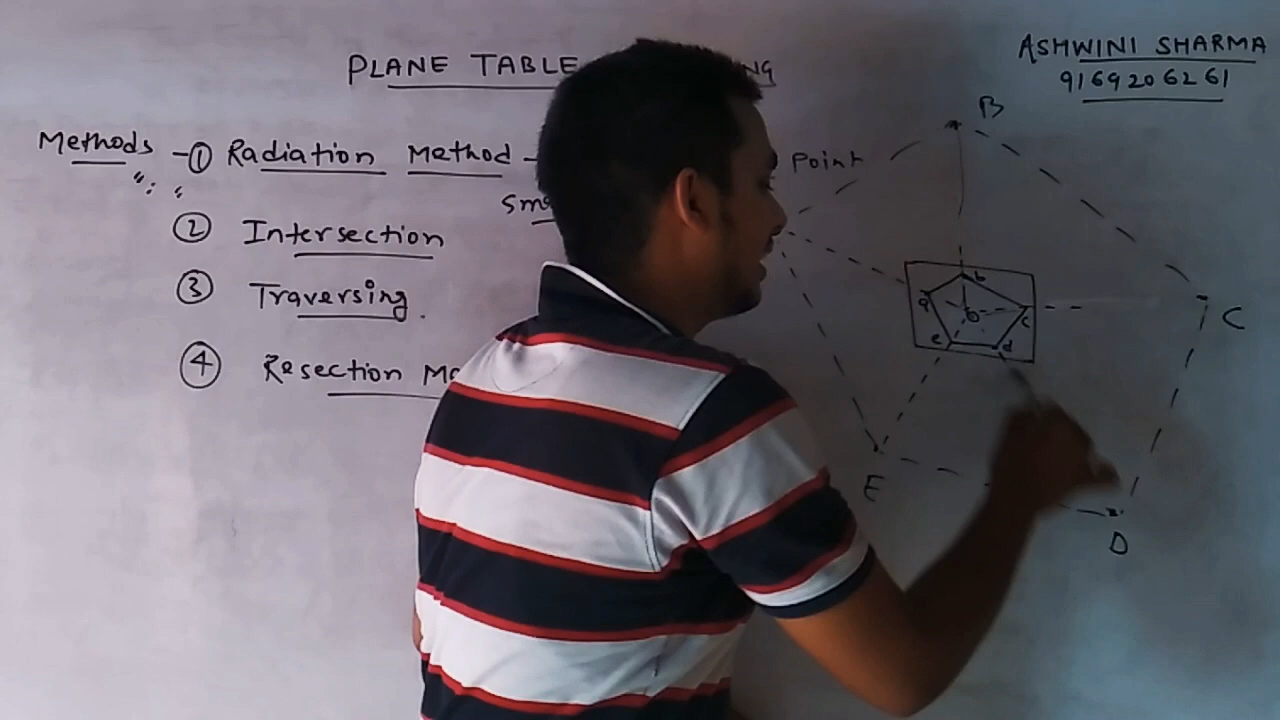 ASHWINI SHARMA
9169206261
PLANE TABLE
Methods - ① Radiation Method - Point
② Intersection
③ Traversing.
④ Resection
B
C
D
E
a
b
c
d
e
o